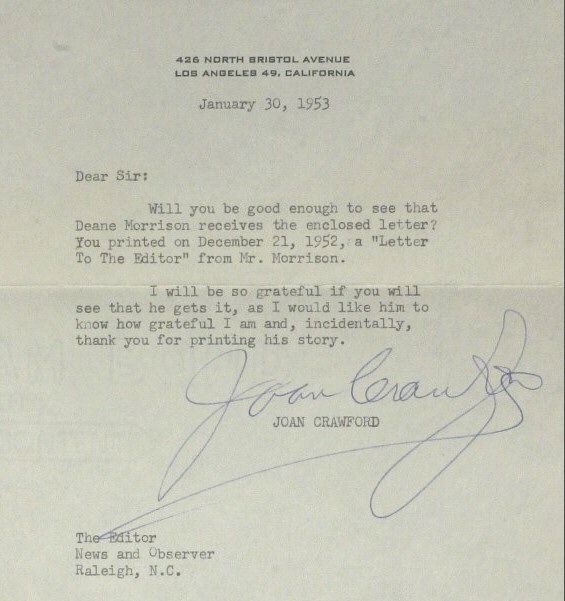 426 NORTH BRISTOL AVENUE
LOS ANGELES 49, CALIFORNIA
January 30, 1953
Dear Sir:
Will you be good enough to see that
Deane Morrison receives the enclosed letter?
You printed on December 21, 1952, a "Letter
To The Editor" from Mr. Morrison.
I will be so grateful if you will
see that he gets it, as I would like him to
know how grateful I am and, incidentally,
thank you for printing his story.
Joan Crawford
JOAN CRAWFORD
The Editor
News and Observer
Raleigh, N.C.